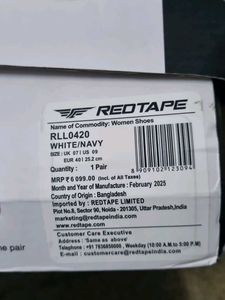 REDTAPE
Name of Commodity: Women Shoes
RLL0420
WHITE/NAVY
SIZE : UK 07 | US 09
EUR 40 | 25.2 cm
8 909102 123094
Quantity : 1 Pair
MRP ₹ 6 099.00 (Incl. of All Taxes)
Month and Year of Manufacture : February 2025
Country of Origin : Bangladesh
Imported by : REDTAPE LIMITED
Plot No.8, Sector 90, Noida - 201305, Uttar Pradesh,India
marketing@redtapeindia.com
www.redtape.com
Customer Care Executive
Address : Same as above
Weekday (10:00 A.M. to 5:00 P.M)
E-mail : customercare@redtapeindia.com
ne pair